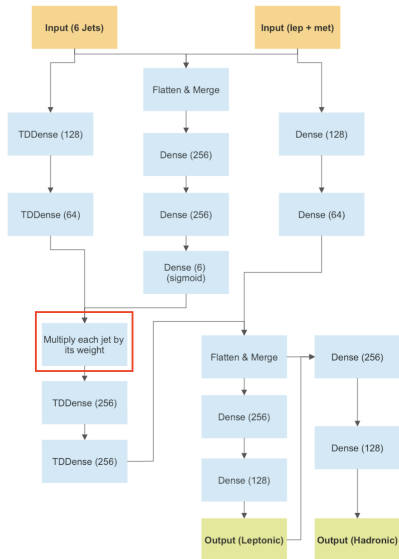 Input (6 Jets)
Input (lep + met)
Flatten & Merge
TDDense (128)
Dense (256)
Dense (128)
TDDense (64)
Dense (256)
Dense (64)
Dense (6)
(sigmoid)
Multiply each jet by
its weight
Flatten & Merge
Dense (256)
TDDense (256)
Dense (256)
TDDense (256)
Dense (128)
Dense (128)
Output (Leptonic)
Output (Hadronic)